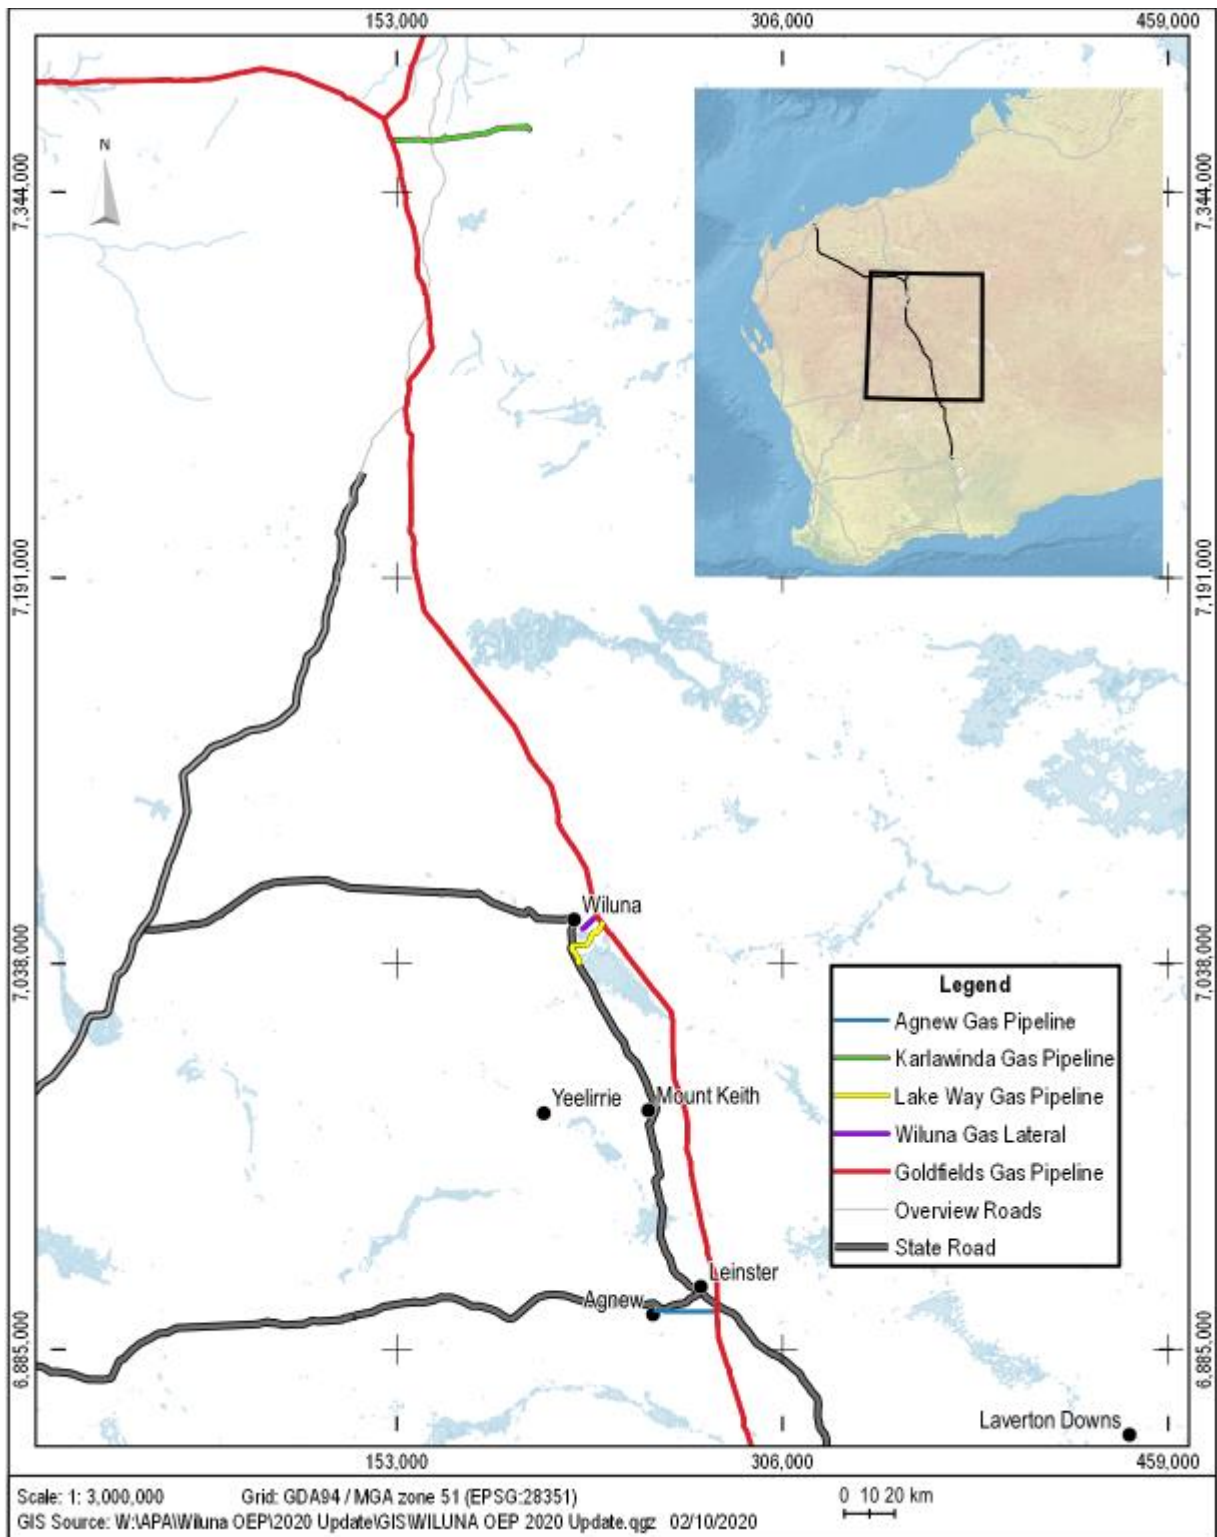 153,000 306,000 459,000
N
7,344,000 7,344,000
7,191,000 7,191,000
Wiluna
7,038,000 7,038,000
Legend
Agnew Gas Pipeline
Karlawinda Gas Pipeline
Lake Way Gas Pipeline
Wiluna Gas Lateral
Goldfields Gas Pipeline
Overview Roads
State Road
Yeelirrie
Mount Keith
Leinster
Agnew
6,885,000 6,885,000
Laverton Downs
153,000 306,000 459,000
Scale: 1: 3,000,000 Grid: GDA94 / MGA zone 51 (EPSG:28351) 0 10 20 km
GIS Source: W:\APA\Wiluna OEP\2020 Update\GIS\WILUNA OEP 2020 Update.qgz 02/10/2020